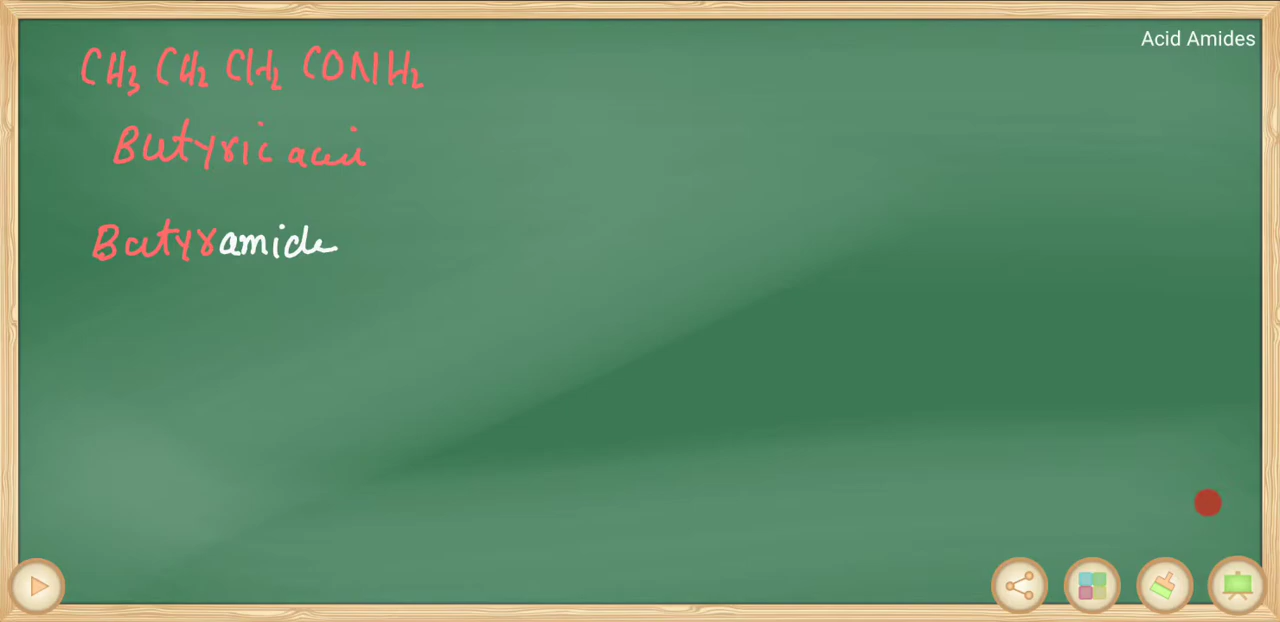 Acid Amides
CH3 CH2 CH2 CONH2
Butyric acid
Butyramide